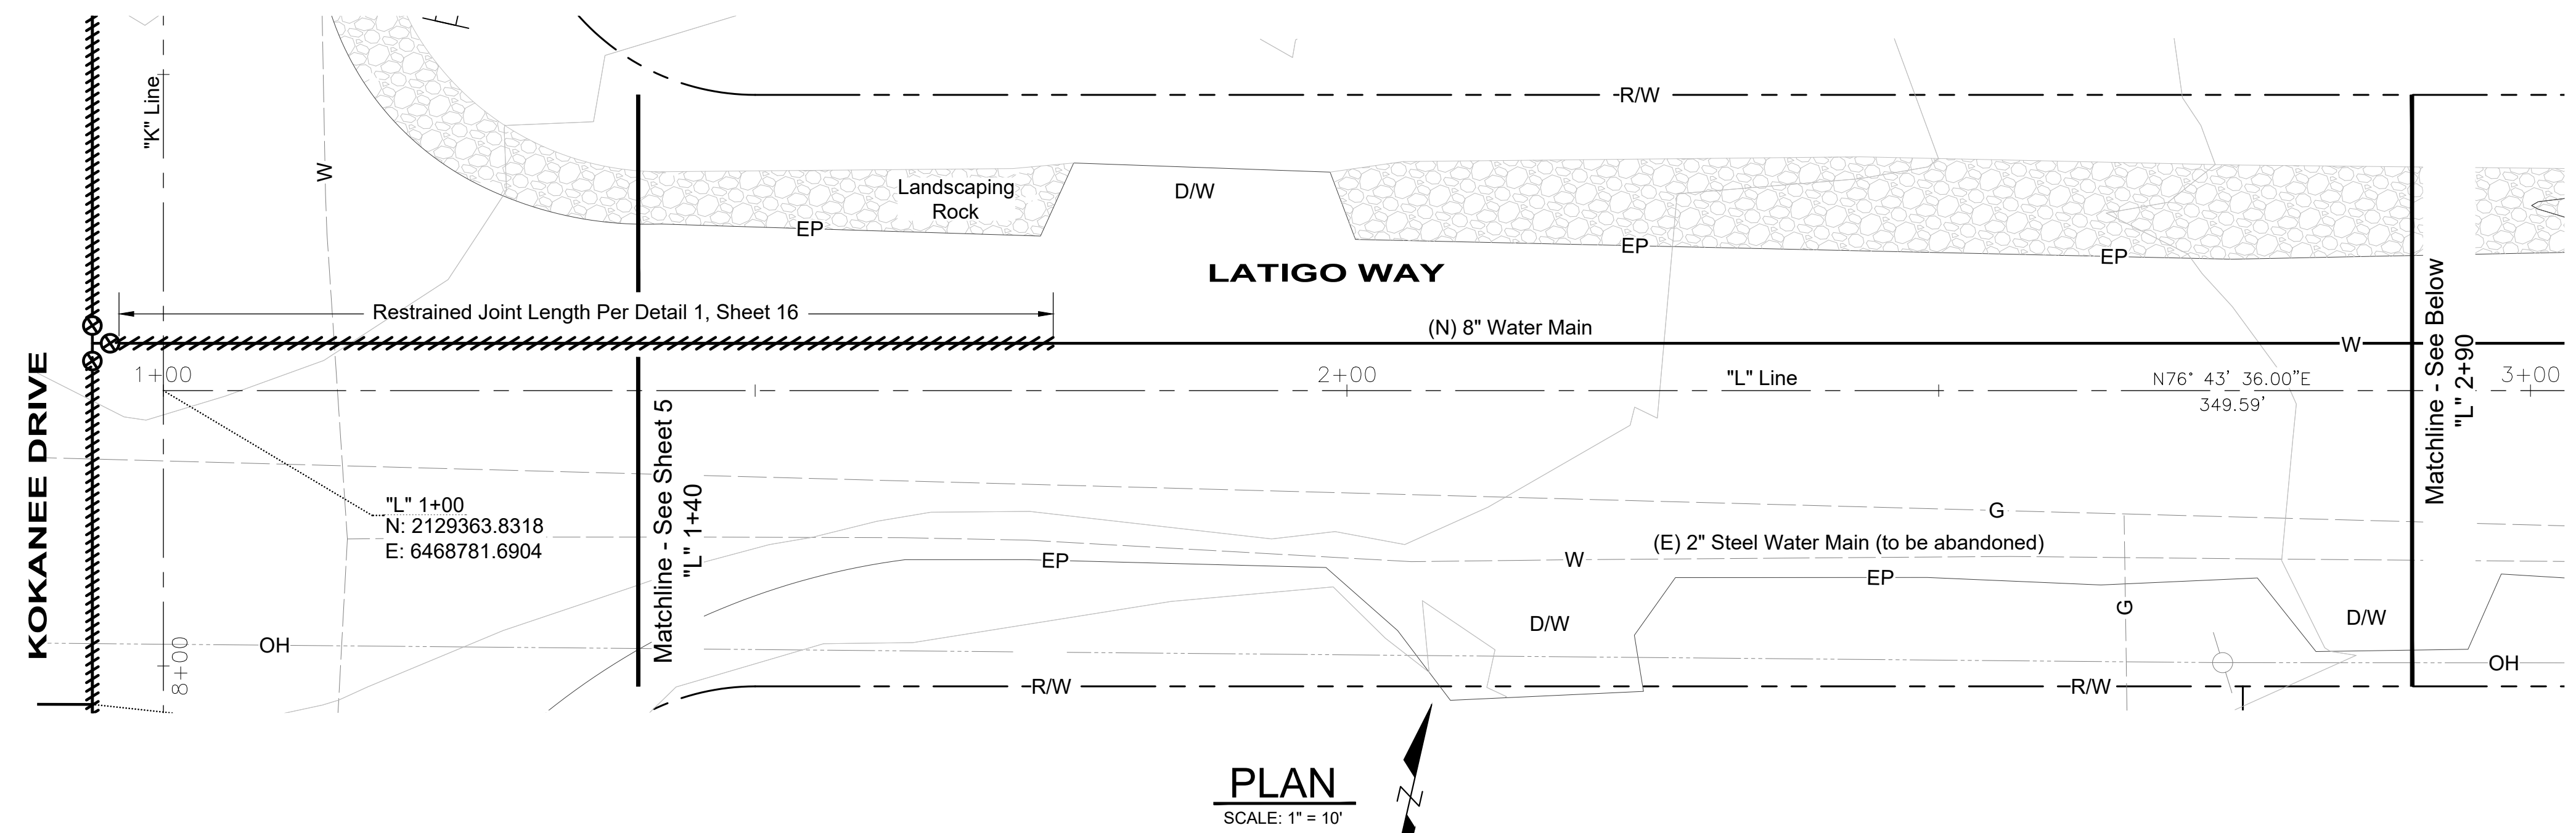 "K" Line
W
R/W
Landscaping
Rock
D/W
EP
EP
EP
LATIGO WAY
Restrained Joint Length Per Detail 1, Sheet 16
(N) 8" Water Main
W
Matchline - See Below
"L" 2+90
1+00
2+00
"L" Line
N76° 43' 36.00"E
349.59'
3+00
KOKANEE DRIVE
Matchline - See Sheet 5
"L" 1+40
"L" 1+00
N: 2129363.8318
E: 6468781.6904
G
(E) 2" Steel Water Main (to be abandoned)
W
EP
EP
G
D/W
D/W
OH
8+00
OH
R/W
R/W
PLAN
SCALE: 1" = 10'
Z